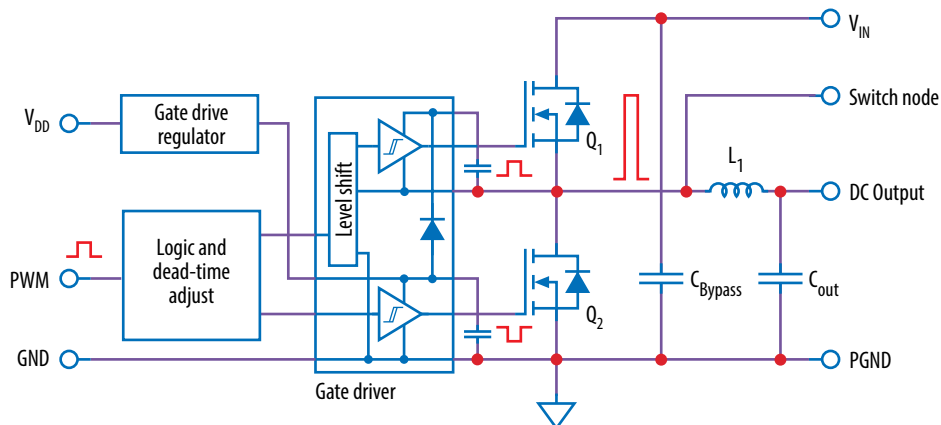 V_IN
Switch node
V_DD
Gate drive
regulator
Q_1
L_1
DC Output
Level shift
PWM
Logic and
dead-time
adjust
C_Bypass
C_out
Q_2
GND
PGND
Gate driver